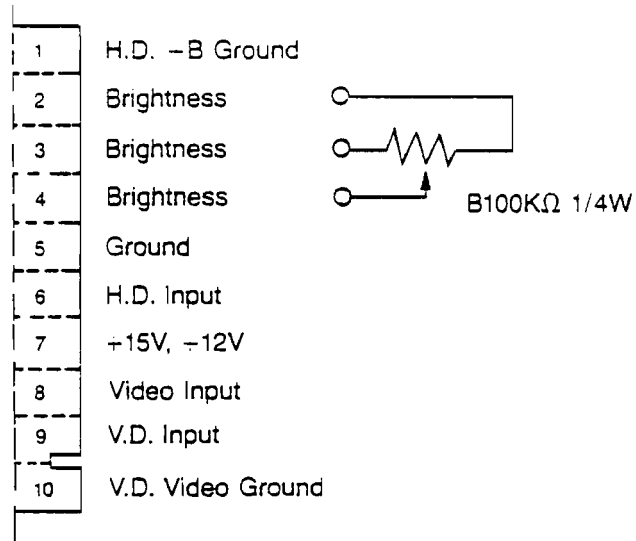 1 H.D. -B Ground
2 Brightness
3 Brightness
4 Brightness
B100KΩ 1/4W
5 Ground
6 H.D. Input
7 +15V, +12V
8 Video Input
9 V.D. Input
10 V.D. Video Ground